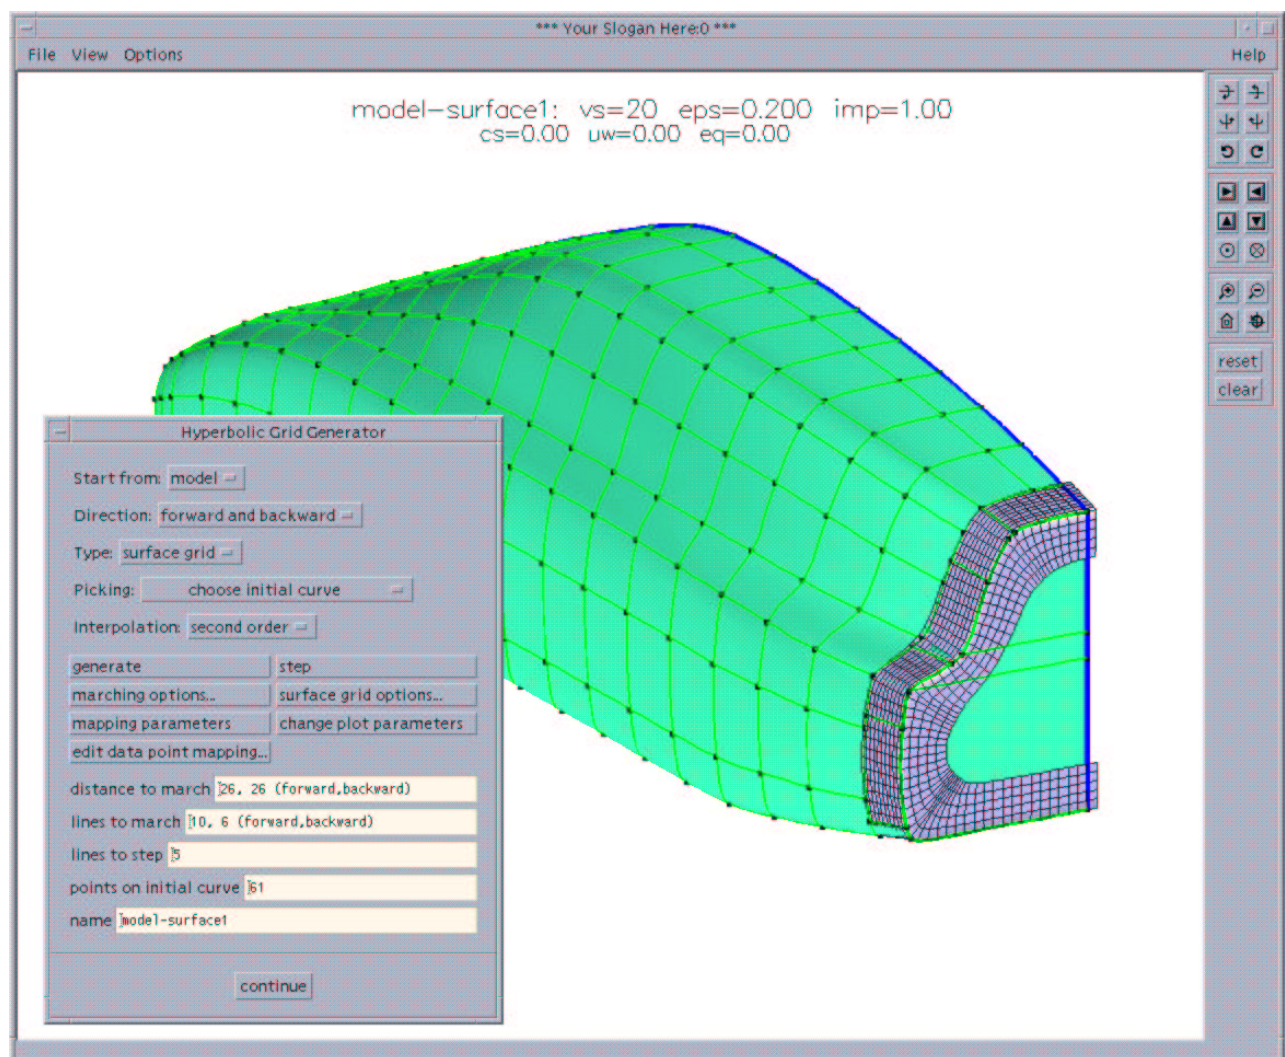 *** Your Slogan Here:0 ***
File View Options Help
model-surface1: vs=20 eps=0.200 imp=1.00
cs=0.00 uw=0.00 eq=0.00
reset
clear
Hyperbolic Grid Generator
Start from: model
Direction: forward and backward
Type: surface grid
Picking: choose initial curve
Interpolation: second order
generate step
marching options... surface grid options...
mapping parameters change plot parameters
edit data point mapping...
distance to march 26, 26 (forward,backward)
lines to march 10, 6 (forward,backward)
lines to step 5
points on initial curve 61
name model-surface1
continue